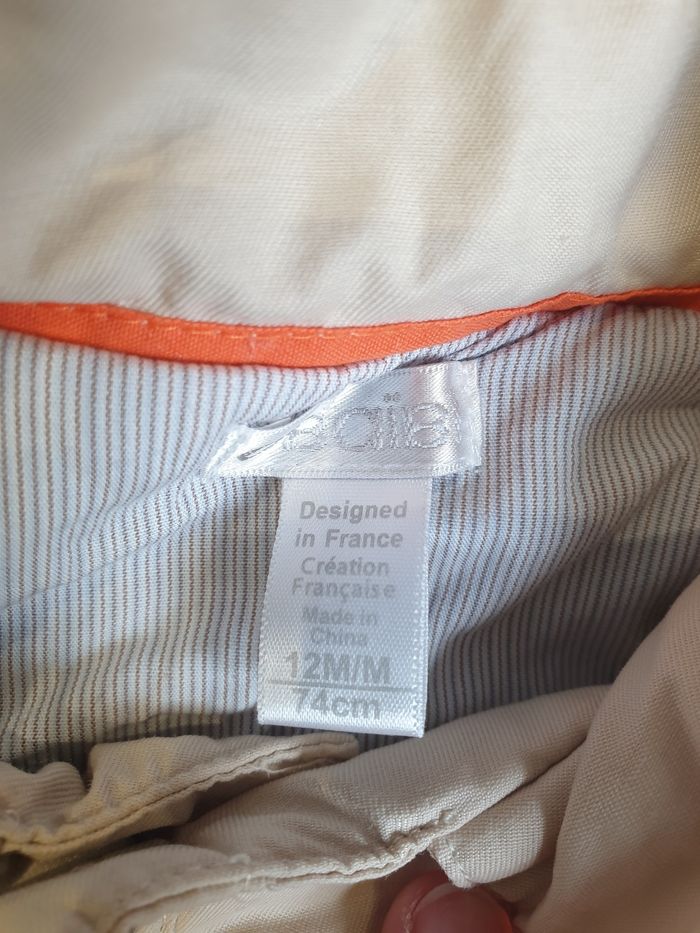 Designed
in France
Création
Française
Made in
China
12M/M
74cm